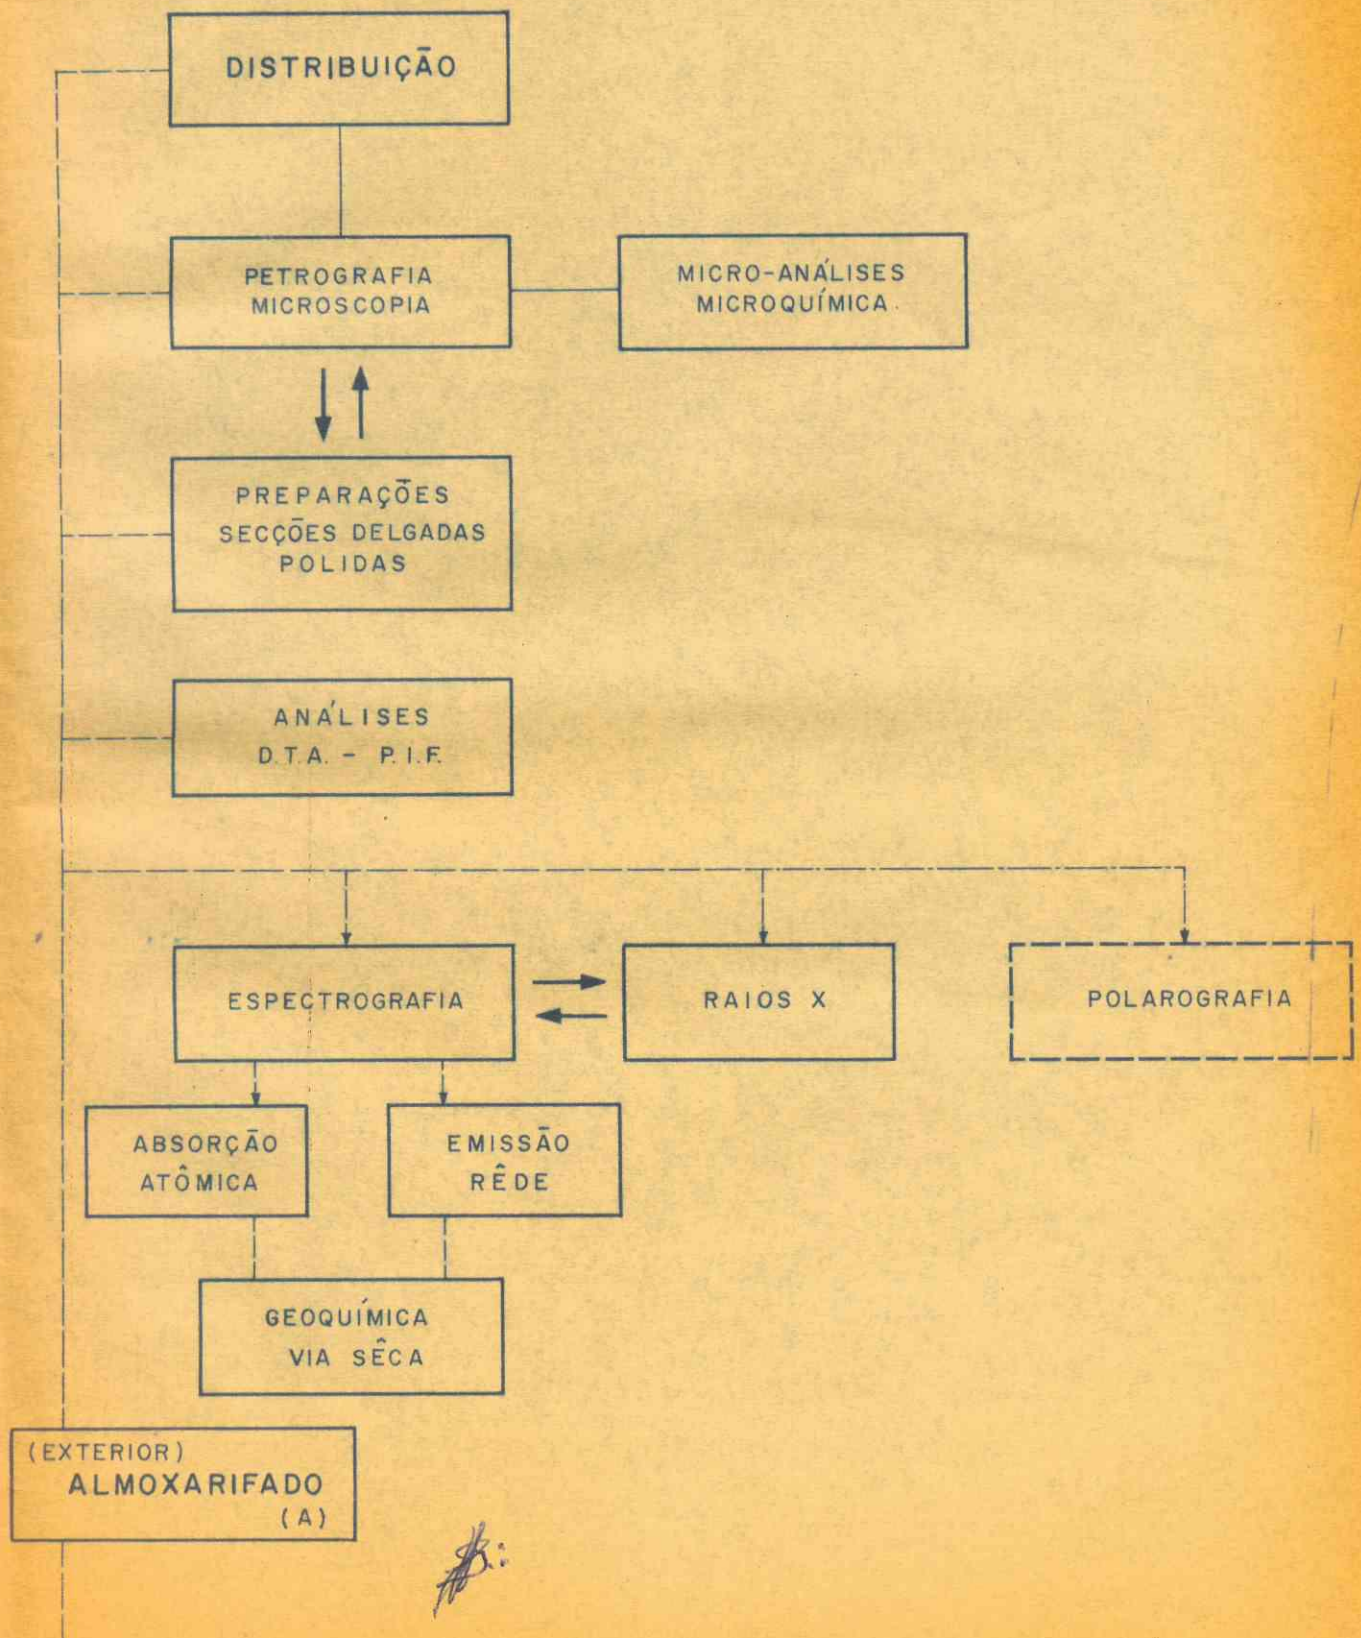 DISTRIBUIÇÃO
PETROGRAFIA
MICROSCOPIA
MICRO-ANÁLISES
MICROQUÍMICA
PREPARAÇÕES
SECÇÕES DELGADAS
POLIDAS
ANÁLISES
D.T.A. - P.I.F.
ESPECTROGRAFIA
RAIOS X
POLAROGRAFIA
ABSORÇÃO
ATÔMICA
EMISSÃO
RÊDE
GEOQUÍMICA
VIA SÊCA
(EXTERIOR)
ALMOXARIFADO
(A)